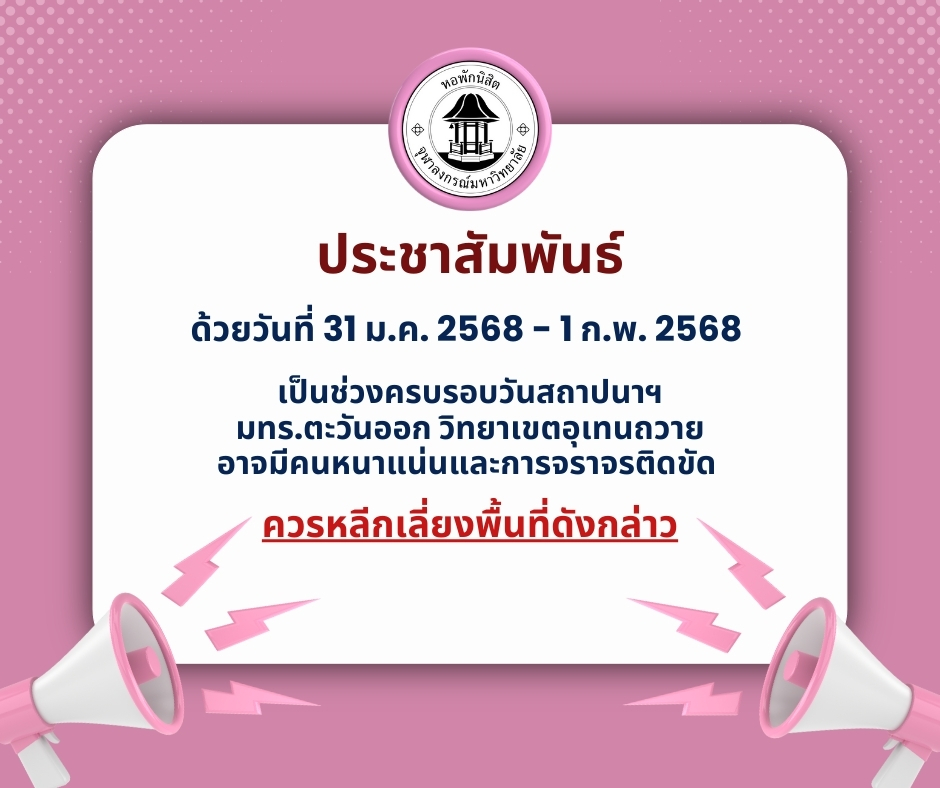 หอพักนิสิต
จุฬาลงกรณ์มหาวิทยาลัย
ประชาสัมพันธ์
ด้วยวันที่ 31 ม.ค. 2568 - 1 ก.พ. 2568
เป็นช่วงครบรอบวันสถาปนาฯ
มทร.ตะวันออก วิทยาเขตอุเทนถวาย
อาจมีคนหนาแน่นและการจราจรติดขัด
ควรหลีกเลี่ยงพื้นที่ดังกล่าว